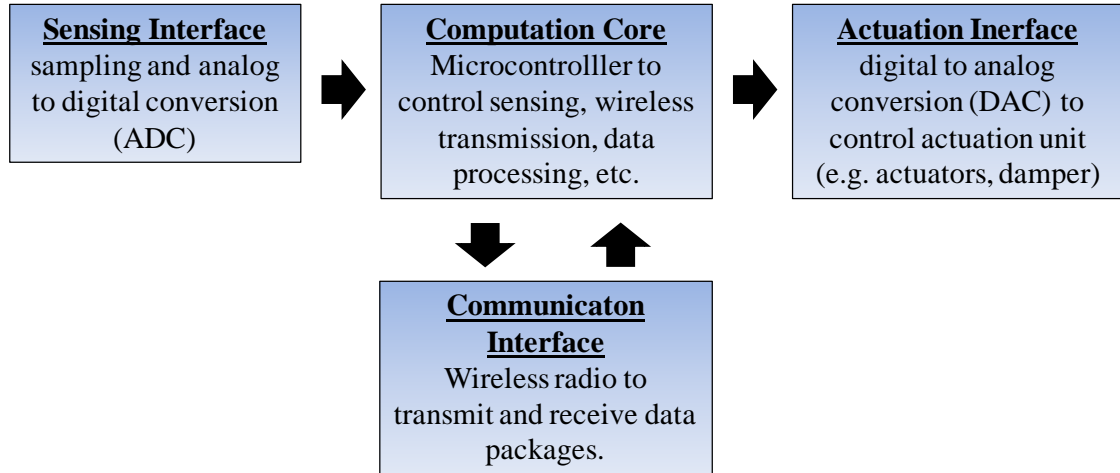 Sensing Interface
sampling and analog
to digital conversion
(ADC)
Computation Core
Microcontrolller to
control sensing, wireless
transmission, data
processing, etc.
Actuation Inerface
digital to analog
conversion (DAC) to
control actuation unit
(e.g. actuators, damper)
Communicaton
Interface
Wireless radio to
transmit and receive data
packages.